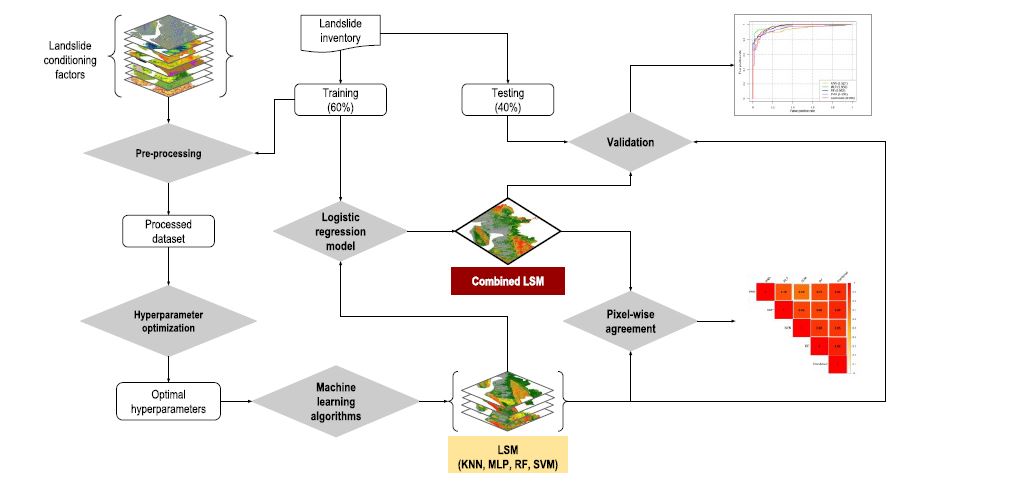 Landslide
conditioning
factors
Landslide
inventory
Training
(60%)
Testing
(40%)
Pre-processing
Validation
Processed
dataset
Logistic
regression
model
Combined LSM
Hyperparameter
optimization
Pixel-wise
agreement
Optimal
hyperparameters
Machine
learning
algorithms
LSM
(KNN, MLP, RF, SVM)